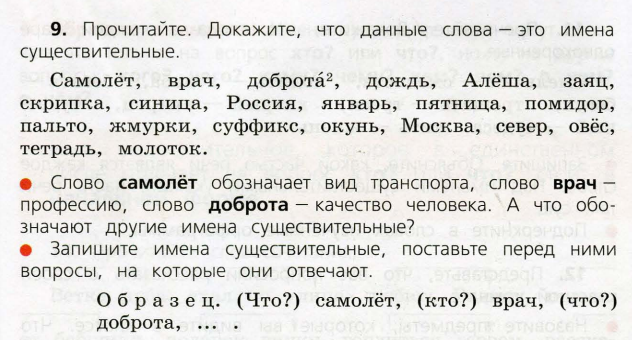 9. Прочитайте. Докажите, что данные слова – это имена
существительные.
Самолёт, врач, доброта́², дождь, Алёша, заяц,
скрипка, синица, Россия, январь, пятница, помидор,
пальто, жмурки, суффикс, окунь, Москва, север, овёс,
тетрадь, молоток.
● Слово самолёт обозначает вид транспорта, слово врач –
профессию, слово доброта – качество человека. А что обо-
значают другие имена существительные?
● Запишите имена существительные, поставьте перед ними
вопросы, на которые они отвечают.
Образец. (Что?) самолёт, (кто?) врач, (что?)
доброта, ... .